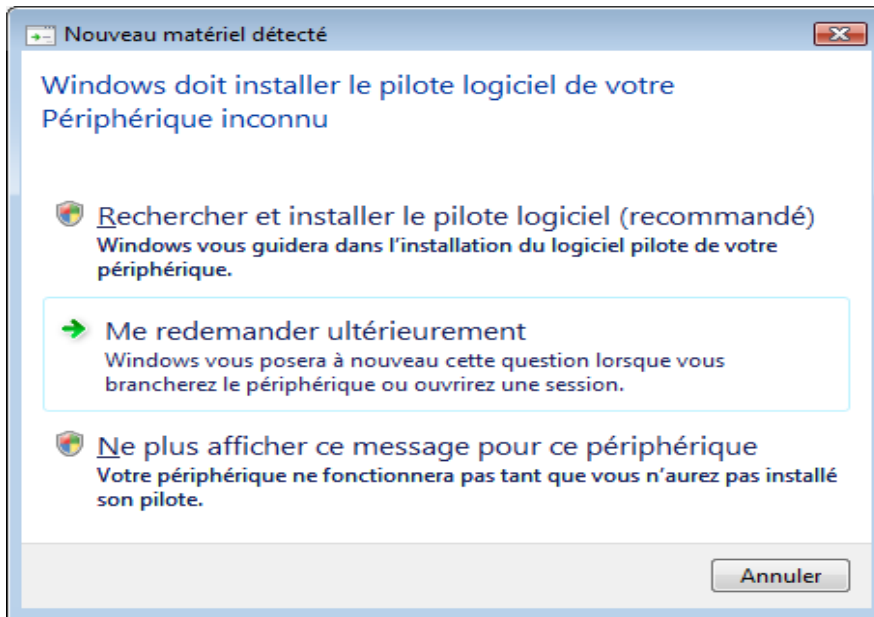 Nouveau matériel détecté
Windows doit installer le pilote logiciel de votre
Périphérique inconnu
Rechercher et installer le pilote logiciel (recommandé)
Windows vous guidera dans l'installation du logiciel pilote de votre
périphérique.
Me redemander ultérieurement
Windows vous posera à nouveau cette question lorsque vous
brancherez le périphérique ou ouvrirez une session.
Ne plus afficher ce message pour ce périphérique
Votre périphérique ne fonctionnera pas tant que vous n'aurez pas installé
son pilote.
Annuler